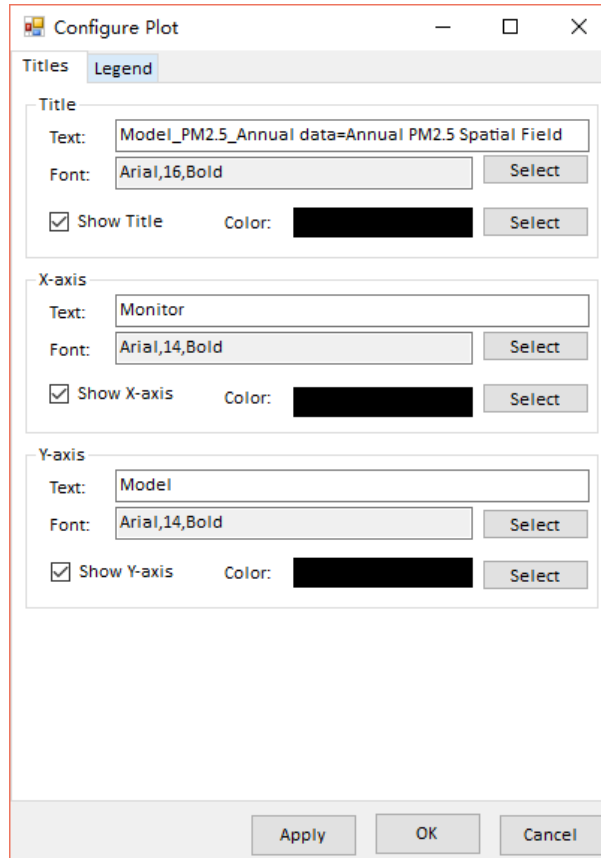 Configure Plot
Titles Legend
Title
Text: Model_PM2.5_Annual data=Annual PM2.5 Spatial Field
Font: Arial,16,Bold Select
Show Title Color: Select
X-axis
Text: Monitor
Font: Arial,14,Bold Select
Show X-axis Color: Select
Y-axis
Text: Model
Font: Arial,14,Bold Select
Show Y-axis Color: Select
Apply OK Cancel